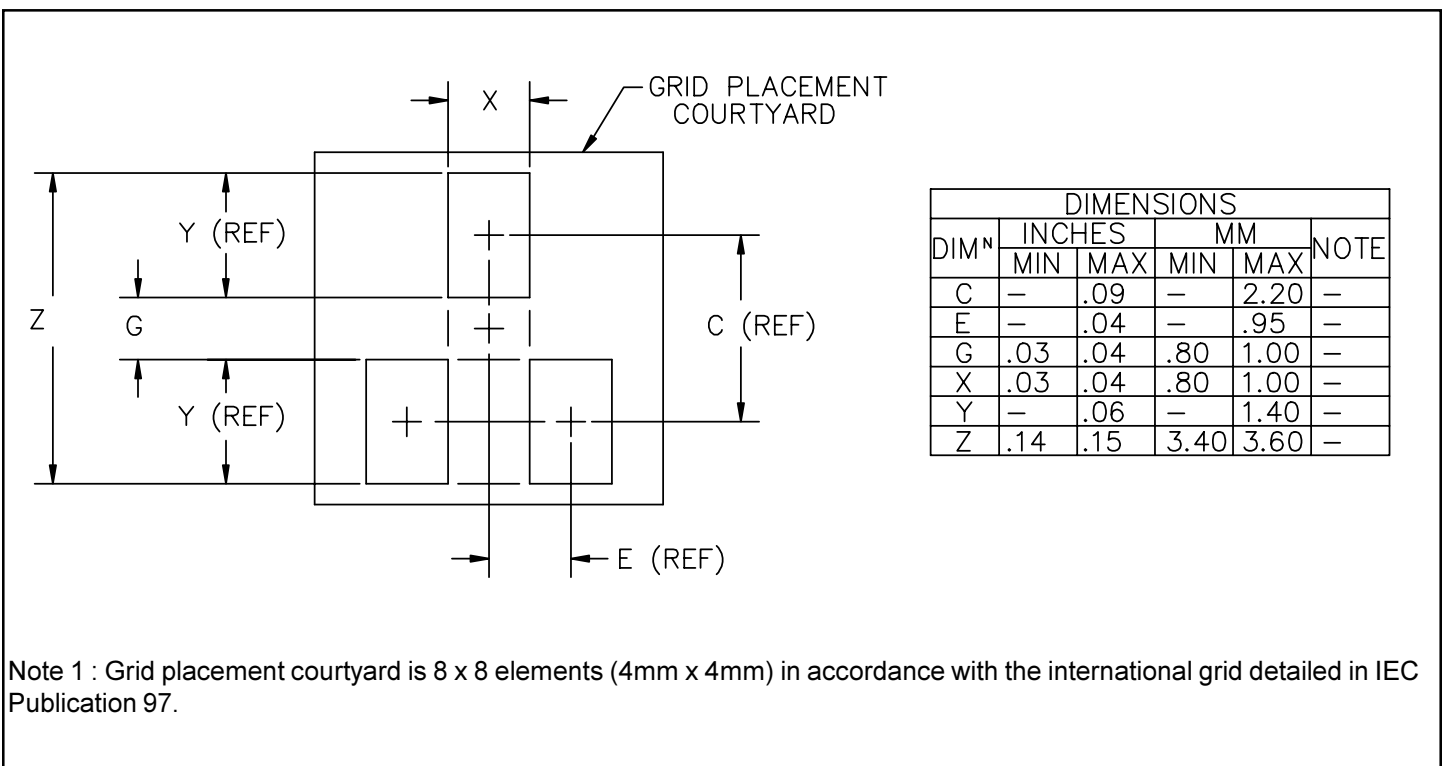 GRID PLACEMENT
COURTYARD
X
Y (REF)
Z
G
C (REF)
Y (REF)
E (REF)
DIMENSIONS
DIMN INCHES MM NOTE
MIN MAX MIN MAX
C – .09 – 2.20 –
E – .04 – .95 –
G .03 .04 .80 1.00 –
X .03 .04 .80 1.00 –
Y – .06 – 1.40 –
Z .14 .15 3.40 3.60 –
Note 1 : Grid placement courtyard is 8 x 8 elements (4mm x 4mm) in accordance with the international grid detailed in IEC
Publication 97.